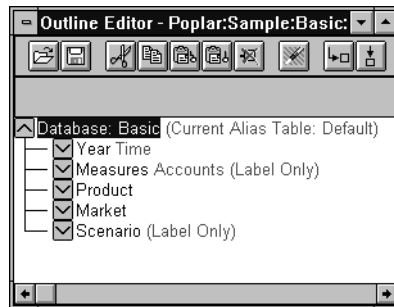 Outline Editor - Poplar:Sample:Basic:
Database: Basic (Current Alias Table: Default)
Year Time
Measures Accounts (Label Only)
Product
Market
Scenario (Label Only)